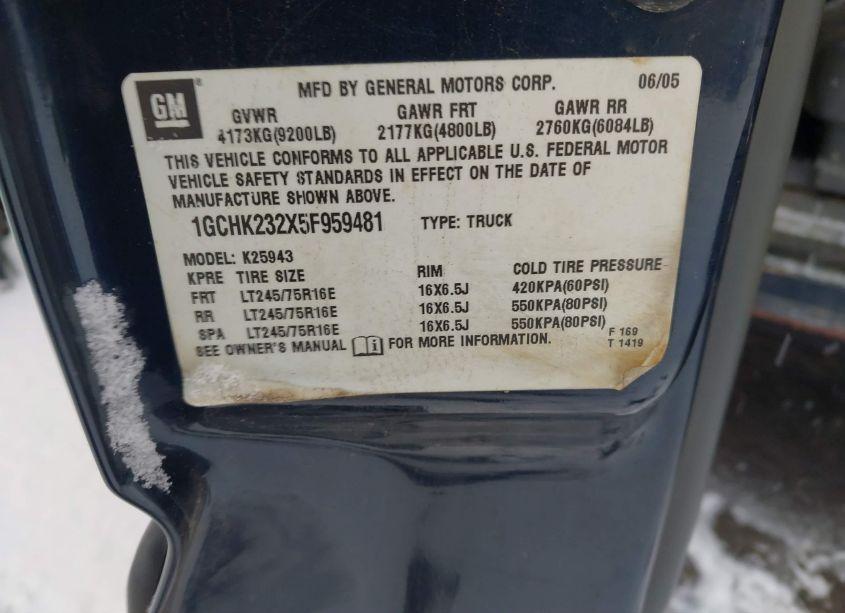 GM ®
MFD BY GENERAL MOTORS CORP. 06/05
GVWR GAWR FRT GAWR RR
4173KG(9200LB) 2177KG(4800LB) 2760KG(6084LB)
THIS VEHICLE CONFORMS TO ALL APPLICABLE U.S. FEDERAL MOTOR
VEHICLE SAFETY STANDARDS IN EFFECT ON THE DATE OF
MANUFACTURE SHOWN ABOVE.
1GCHK232X5F959481 TYPE: TRUCK
MODEL: K25943
KPRE TIRE SIZE RIM COLD TIRE PRESSURE
FRT LT245/75R16E 16X6.5J 420KPA(60PSI)
RR LT245/75R16E 16X6.5J 550KPA(80PSI)
SPA LT245/75R16E 16X6.5J 550KPA(80PSI)
SEE OWNER'S MANUAL i FOR MORE INFORMATION. F 169
T 1419